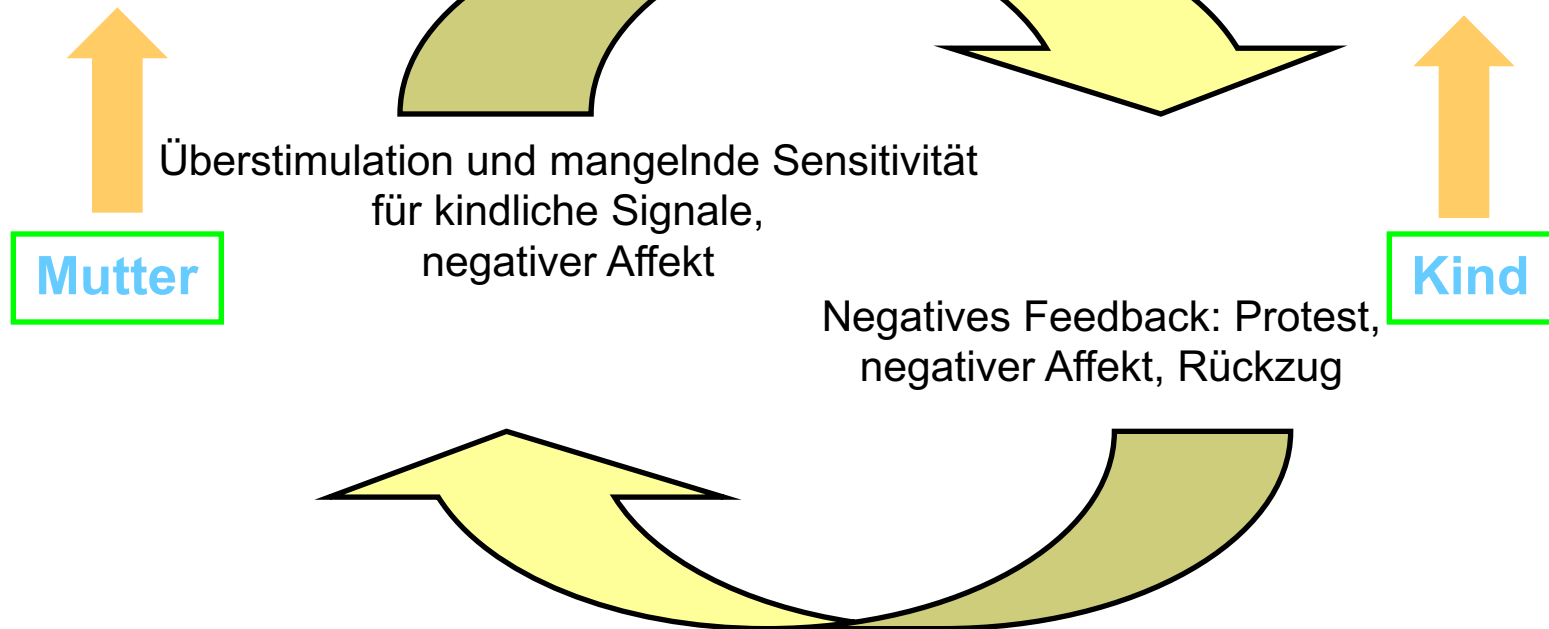 Überstimulation und mangelnde Sensitivität
für kindliche Signale,
negativer Affekt
Mutter
Kind
Negatives Feedback: Protest,
negativer Affekt, Rückzug